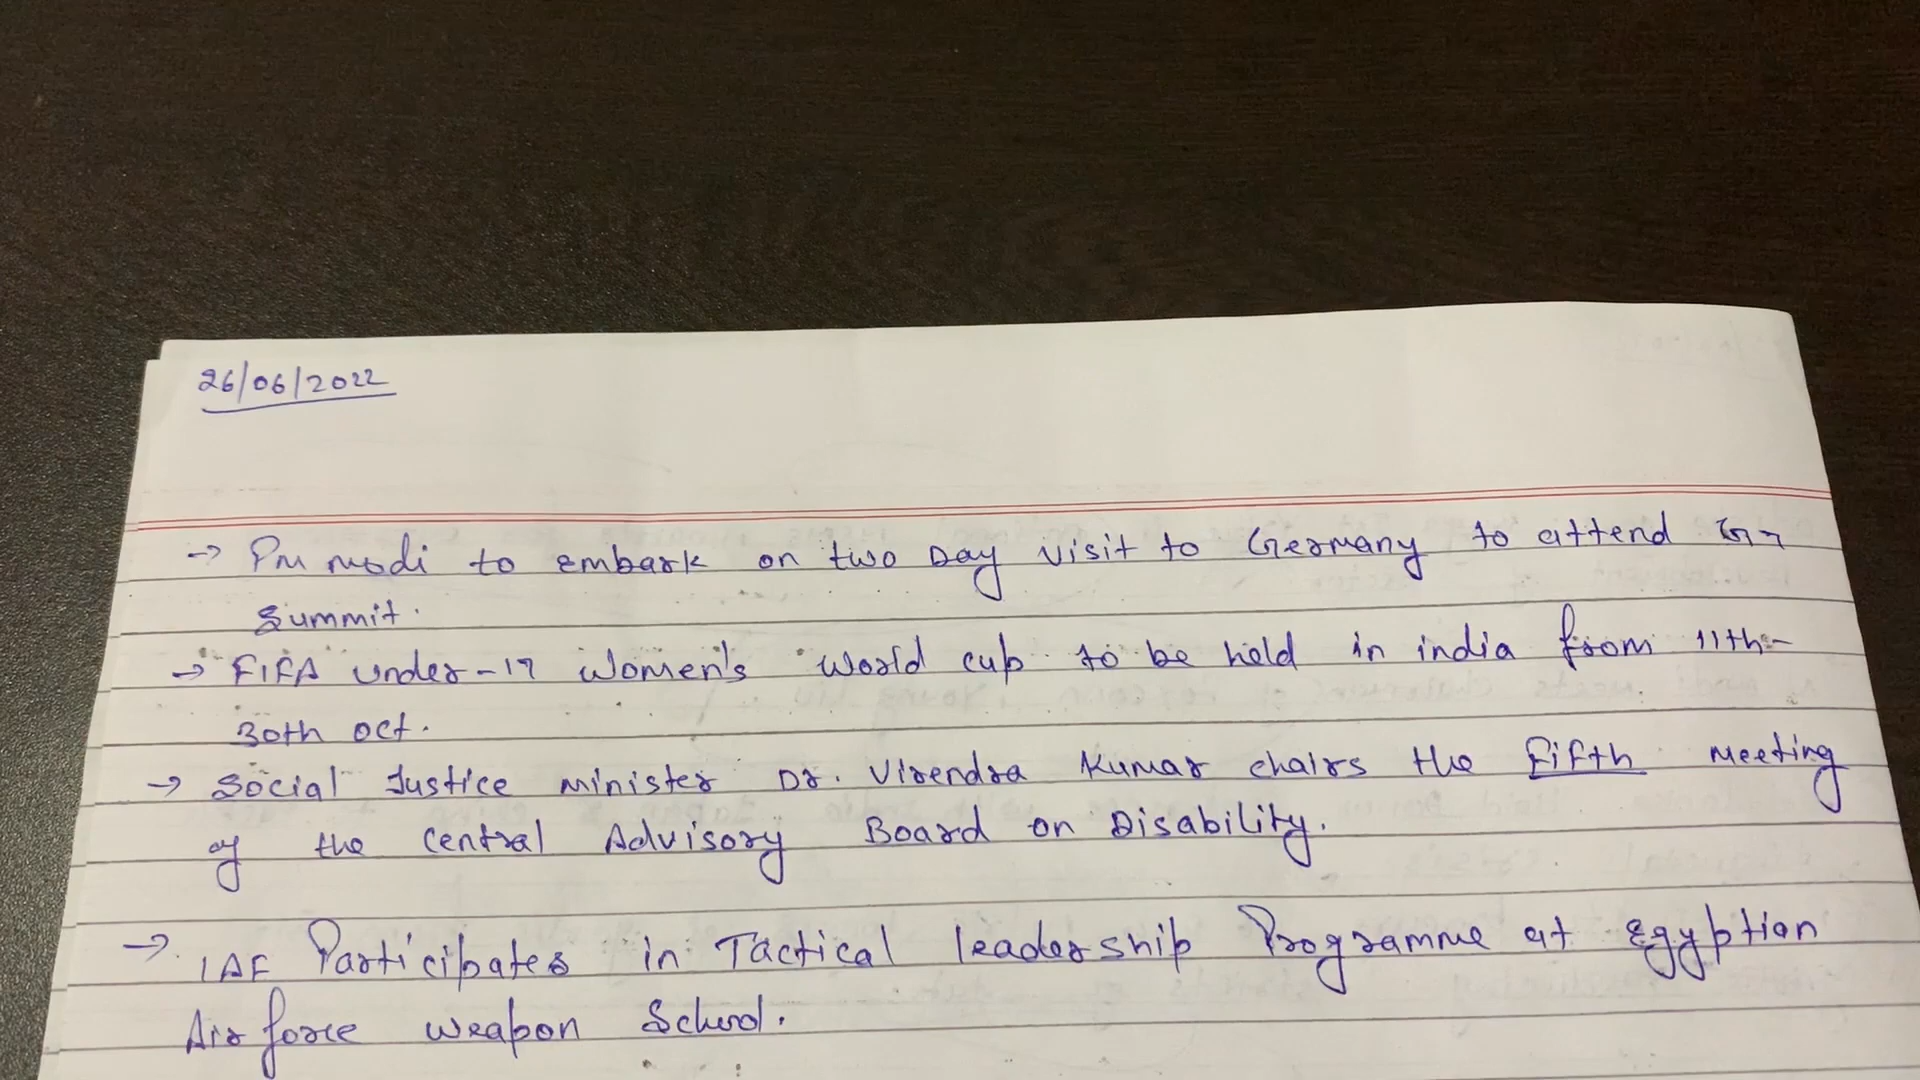 26/06/2022
→ PM modi to embark on two Day visit to Germany to attend G-7
Summit.
→ FIFA under-17 Women's World cup to be held in india from 11th-
30th oct.
→ Social Justice minister Dr. Virendra Kumar chairs the Fifth meeting
of the central Advisory Board on Disability.
→ IAF Participates in Tactical leadership Programme at Egyptian
Air force weapon School.